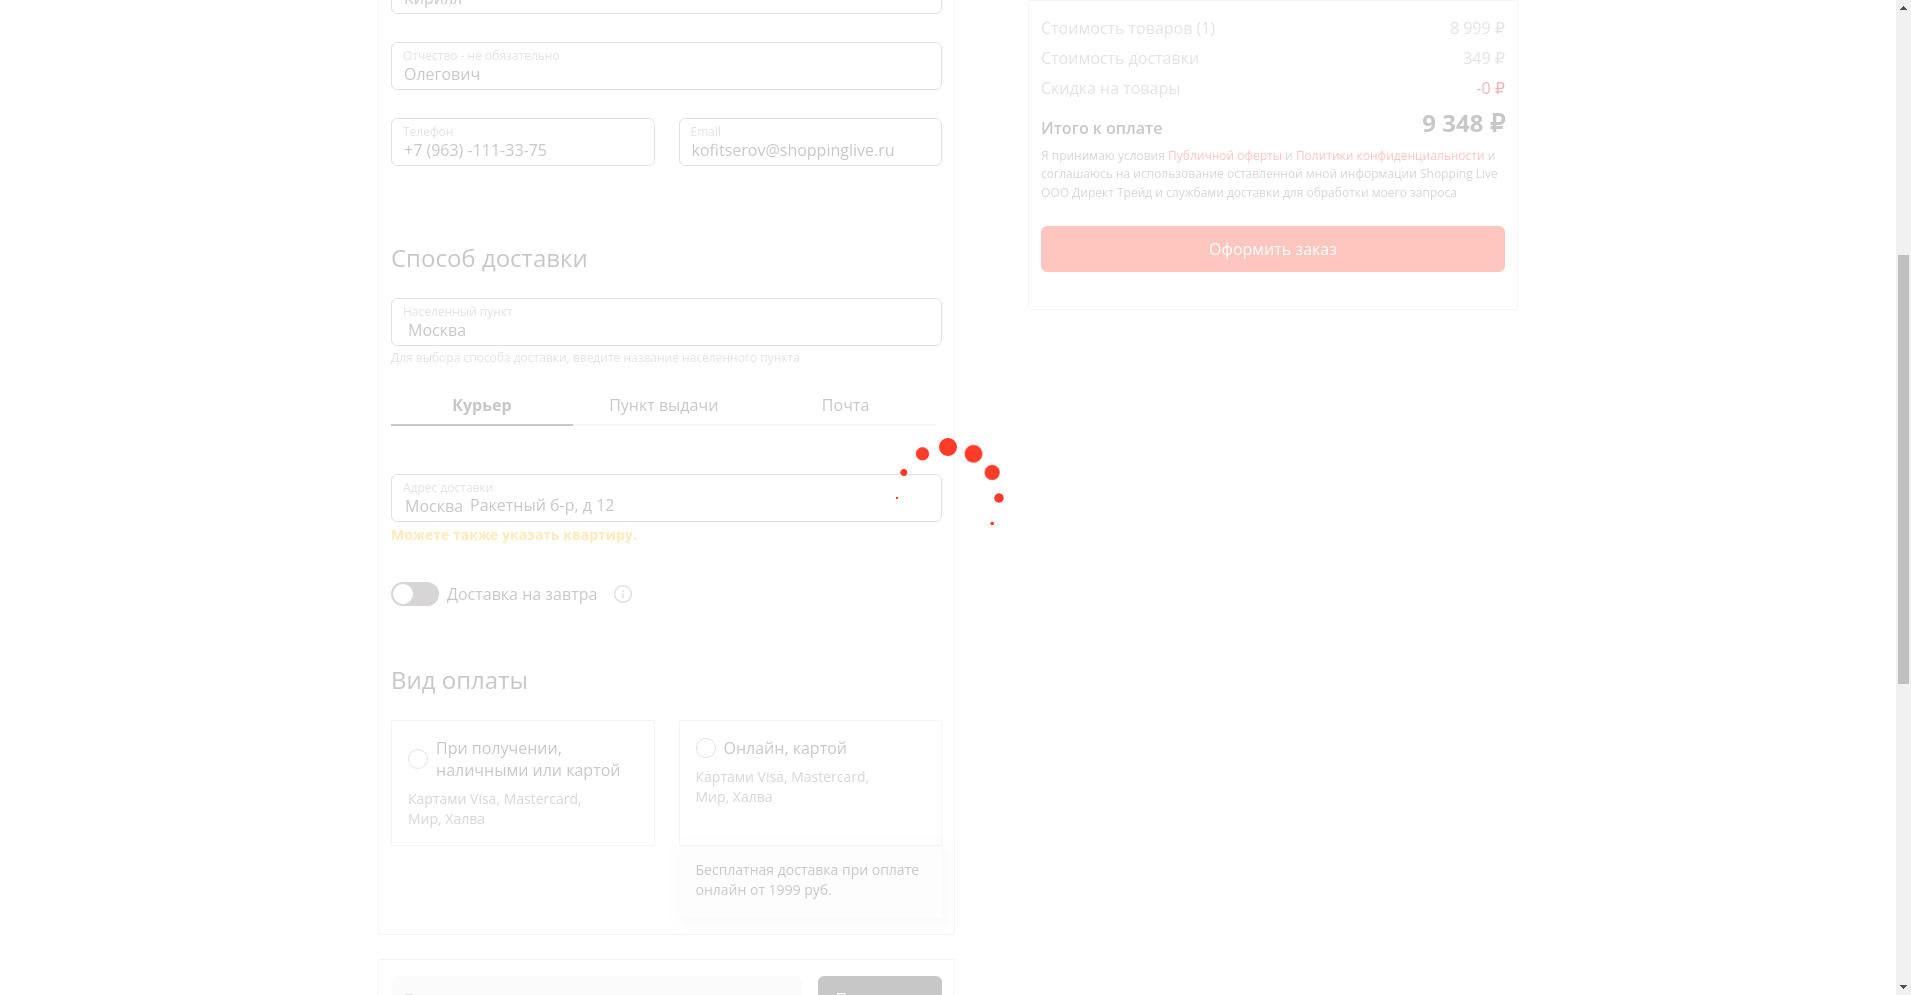 Кирилл
Отчество - не обязательно
Олегович
Телефон
+7 (963) -111-33-75
Email
kofitserov@shoppinglive.ru
Способ доставки
Населенный пункт
Москва
Для выбора способа доставки, введите название населенного пункта
Курьер
Пункт выдачи
Почта
Адрес доставки
Москва Ракетный б-р, д 12
Можете также указать квартиру.
Доставка на завтра
Вид оплаты
При получении,
наличными или картой
Картами Visa, Mastercard,
Мир, Халва
Онлайн, картой
Картами Visa, Mastercard,
Мир, Халва
Бесплатная доставка при оплате
онлайн от 1999 руб.
Стоимость товаров (1) 8 999 ₽
Стоимость доставки 349 ₽
Скидка на товары -0 ₽
Итого к оплате 9 348 ₽
Я принимаю условия Публичной оферты и Политики конфиденциальности и
соглашаюсь на использование оставленной мной информации Shopping Live
ООО Директ Трейд и службами доставки для обработки моего запроса
Оформить заказ